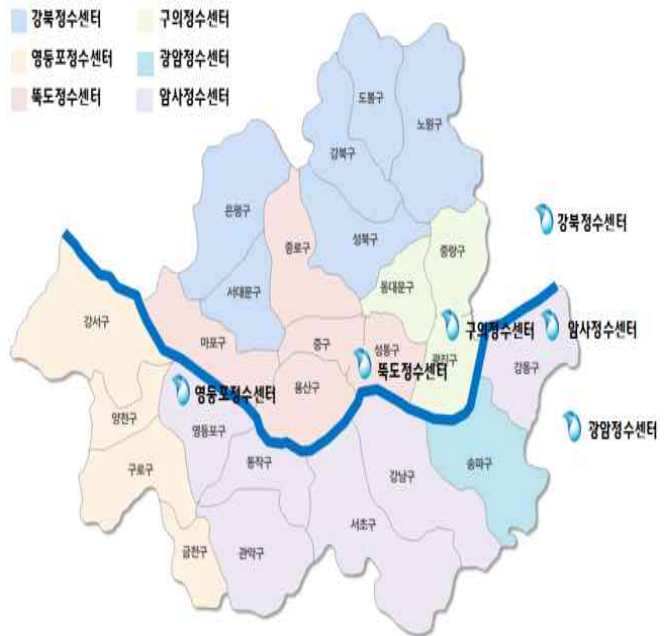 강북정수센터 구의정수센터
영등포정수센터 광암정수센터
뚝도정수센터 암사정수센터
도봉구
노원구
강북구
은평구
성북구
종로구
중랑구
강북정수센터
동대문구
서대문구
강서구
마포구
중구
성동구
구의정수센터
암사정수센터
광진구
뚝도정수센터
강동구
용산구
영등포정수센터
양천구
영등포구
광암정수센터
동작구
송파구
구로구
강남구
서초구
금천구
관악구